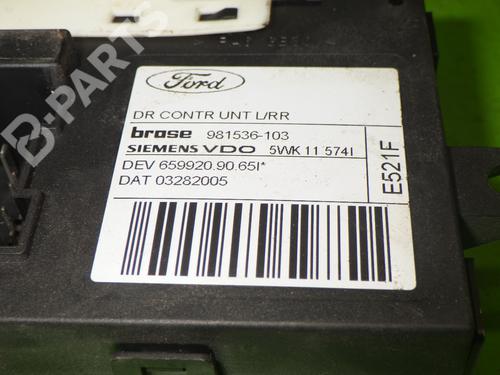 B-PARTS
Ford
DR CONTR UNT L/RR
brose 981536-103
SIEMENS VDO 5WK 11 574I
DEV 659920.90.65I*
DAT 03282005
E521F